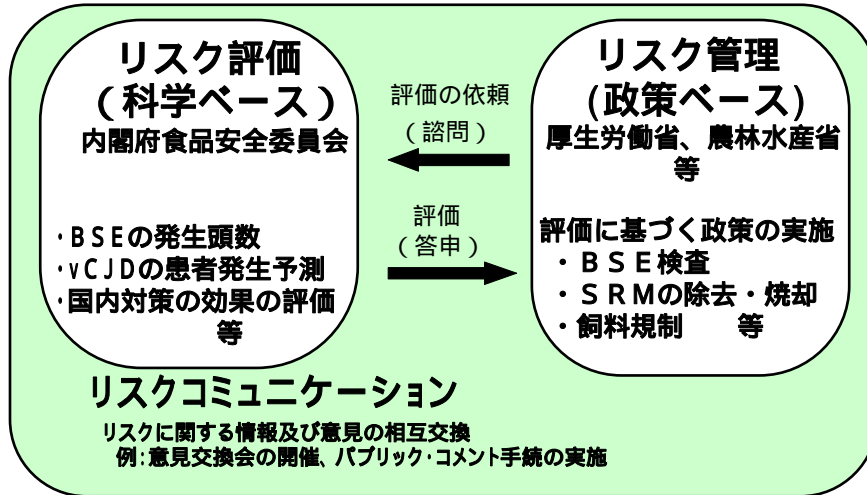 リスク評価
（科学ベース）
内閣府食品安全委員会
・ＢＳＥの発生頭数
・vCJDの患者発生予測
・国内対策の効果の評価
等
評価の依頼
（諮問）
評価
（答申）
リスク管理
(政策ベース)
厚生労働省、農林水産省
等
評価に基づく政策の実施
・ＢＳＥ検査
・ＳＲＭの除去・焼却
・飼料規制　等
リスクコミュニケーション
リスクに関する情報及び意見の相互交換
例：意見交換会の開催、パブリック・コメント手続の実施